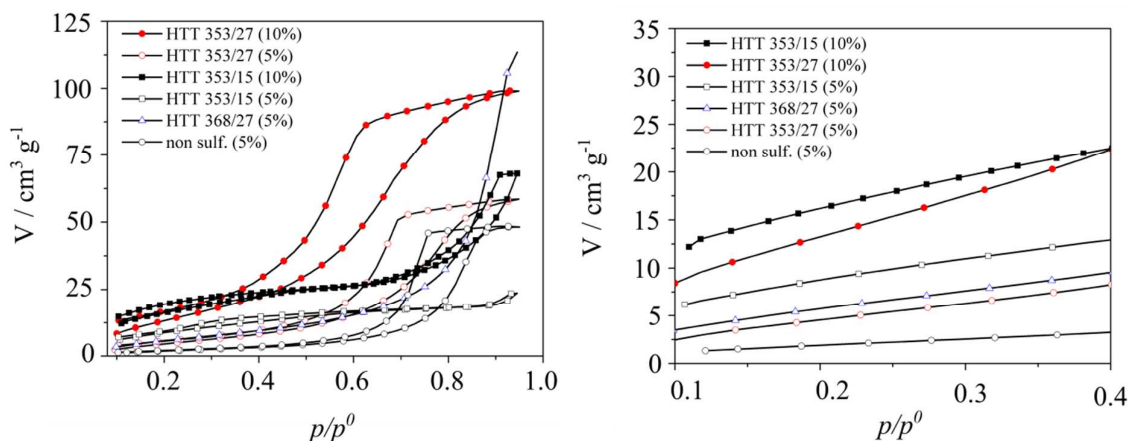 125
100
75
50
25
0
V / cm³ g⁻¹
HTT 353/27 (10%)
HTT 353/27 (5%)
HTT 353/15 (10%)
HTT 353/15 (5%)
HTT 368/27 (5%)
non sulf. (5%)
0.2 0.4 0.6 0.8 1.0
p/p⁰
35
30
25
20
15
10
5
0
V / cm³ g⁻¹
HTT 353/15 (10%)
HTT 353/27 (10%)
HTT 353/15 (5%)
HTT 368/27 (5%)
HTT 353/27 (5%)
non sulf. (5%)
0.1 0.2 0.3 0.4
p/p⁰